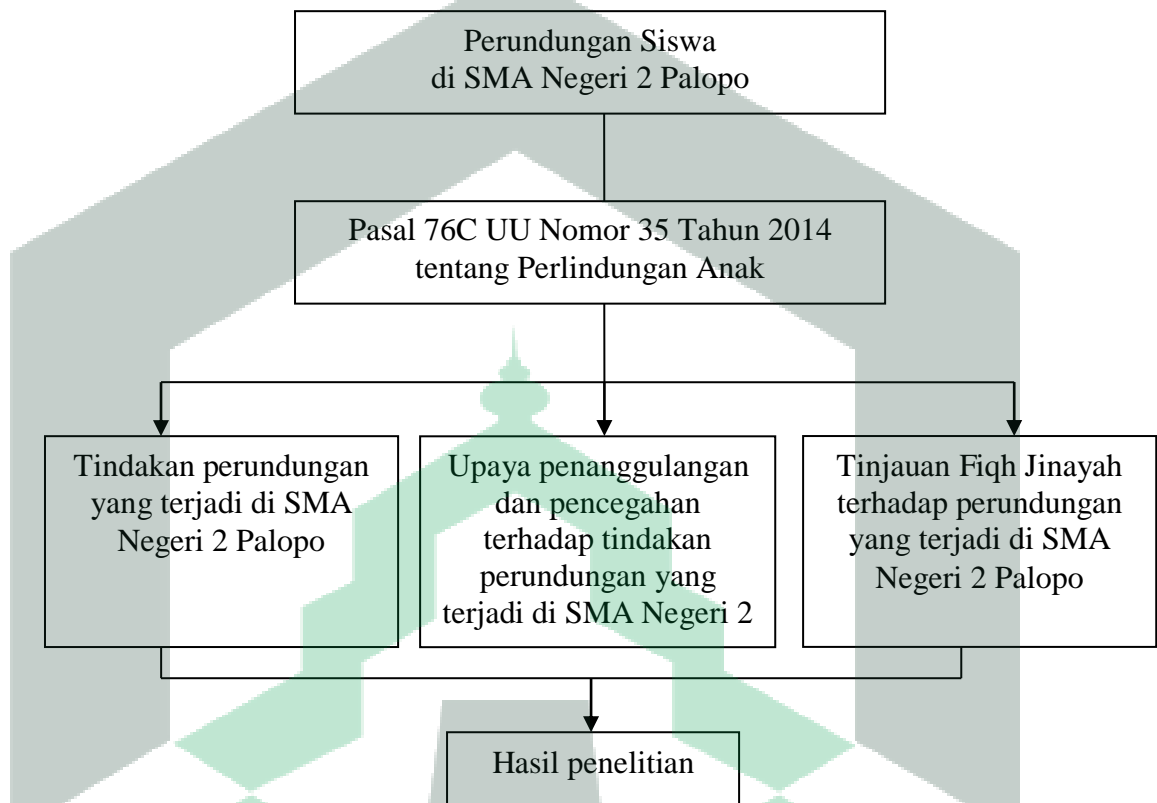 Perundungan Siswa
di SMA Negeri 2 Palopo
Pasal 76C UU Nomor 35 Tahun 2014
tentang Perlindungan Anak
Tindakan perundungan
yang terjadi di SMA
Negeri 2 Palopo
Upaya penanggulangan
dan pencegahan
terhadap tindakan
perundungan yang
terjadi di SMA Negeri 2
Tinjauan Fiqh Jinayah
terhadap perundungan
yang terjadi di SMA
Negeri 2 Palopo
Hasil penelitian